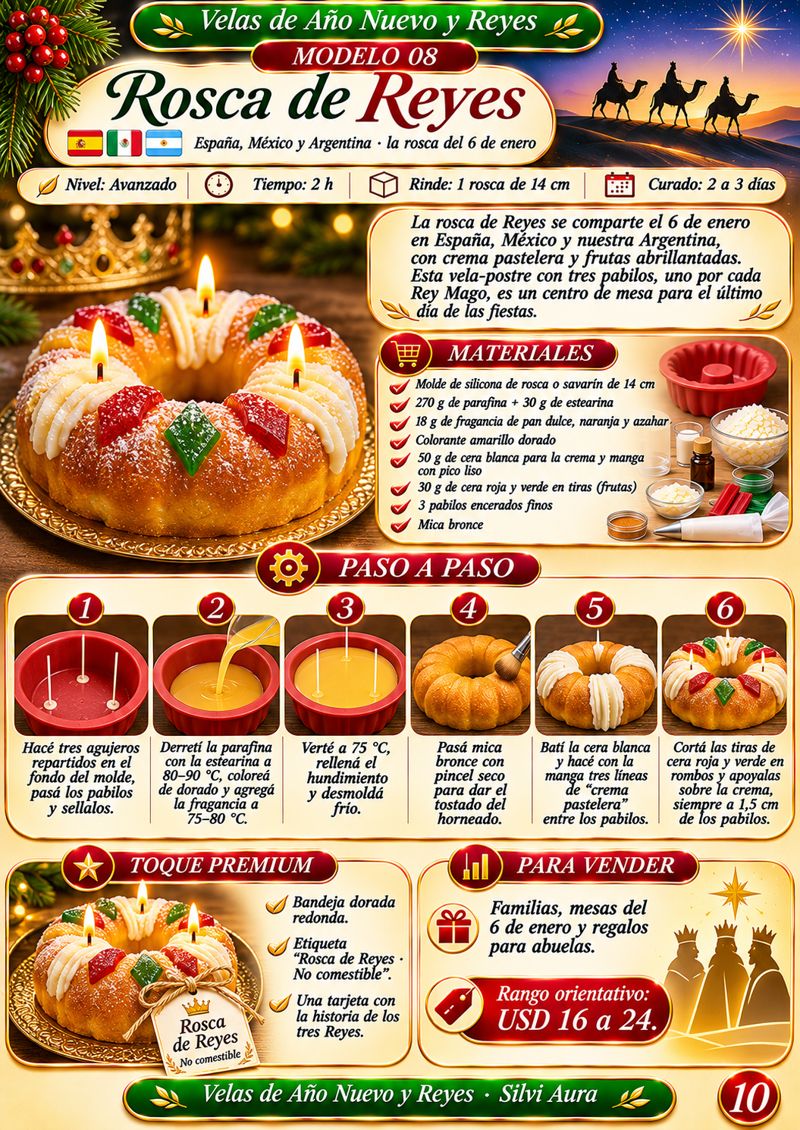 Velas de Año Nuevo y Reyes
MODELO 08
Rosca de Reyes
España, México y Argentina · la rosca del 6 de enero
Nivel: Avanzado
Tiempo: 2 h
Rinde: 1 rosca de 14 cm
Curado: 2 a 3 días
La rosca de Reyes se comparte el 6 de enero
en España, México y nuestra Argentina,
con crema pastelera y frutas abrillantadas.
Esta vela-postre con tres pabilos, uno por cada
Rey Mago, es un centro de mesa para el último
día de las fiestas.
MATERIALES
Molde de silicona de rosca o savarín de 14 cm
270 g de parafina + 30 g de estearina
18 g de fragancia de pan dulce, naranja y azahar
Colorante amarillo dorado
50 g de cera blanca para la crema y manga
con pico liso
30 g de cera roja y verde en tiras (frutas)
3 pabilos encerados finos
Mica bronce
PASO A PASO
1
Hacé tres agujeros
repartidos en el
fondo del molde,
pasá los pabilos
y sellalos.
2
Derretí la parafina
con la estearina a
80–90 °C, coloreá
de dorado y agregá
la fragancia a
75–80 °C.
3
Verté a 75 °C,
rellená el
hundimiento
y desmoldá
frío.
4
Pasá mica
bronce con
pincel seco
para dar el
tostado del
horneado.
5
Batí la cera blanca
y hacé con la
manga tres líneas
de “crema
pastelera”
entre los pabilos.
6
Cortá las tiras de
cera roja y verde en
rombos y apoyalas
sobre la crema,
siempre a 1,5 cm
de los pabilos.
TOQUE PREMIUM
Bandeja dorada
redonda.
Etiqueta
“Rosca de Reyes ·
No comestible”.
Una tarjeta con
la historia de los
tres Reyes.
Rosca
de Reyes
No comestible
PARA VENDER
Familias, mesas del
6 de enero y regalos
para abuelas.
Rango orientativo:
USD 16 a 24.
Velas de Año Nuevo y Reyes · Silvi Aura
10